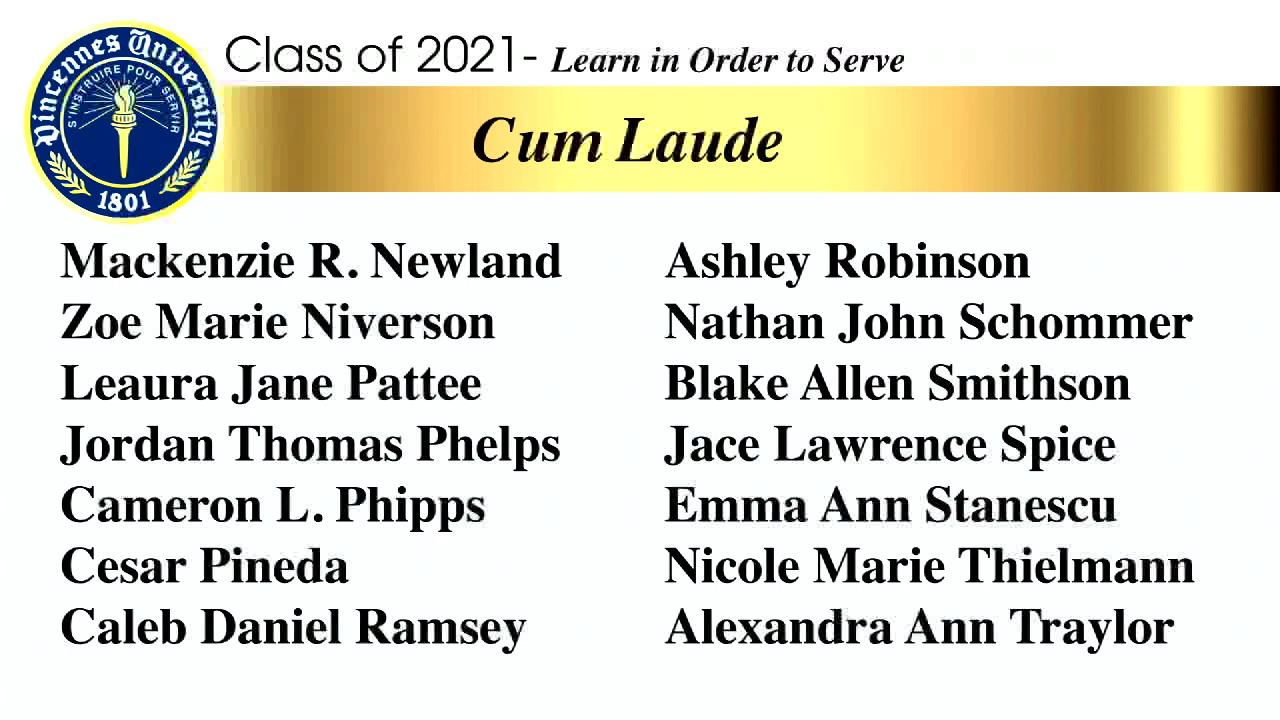 Vincennes University
S'INSTRUIRE POUR SERVIR
1801
Class of 2021- Learn in Order to Serve
Cum Laude
Mackenzie R. Newland
Zoe Marie Niverson
Leaura Jane Pattee
Jordan Thomas Phelps
Cameron L. Phipps
Cesar Pineda
Caleb Daniel Ramsey
Ashley Robinson
Nathan John Schommer
Blake Allen Smithson
Jace Lawrence Spice
Emma Ann Stanescu
Nicole Marie Thielmann
Alexandra Ann Traylor